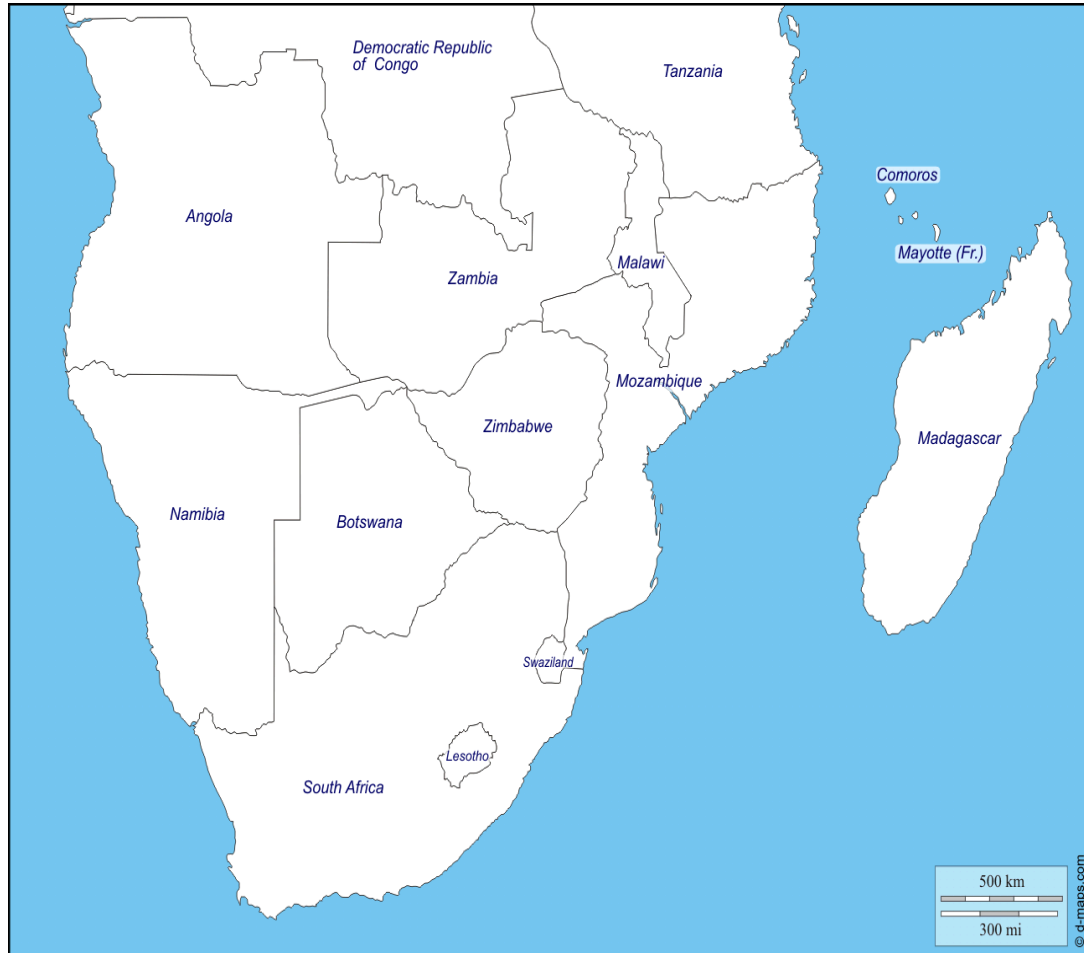 Democratic Republic
of Congo
Tanzania
Comoros
Angola
Mayotte (Fr.)
Malawi
Zambia
Mozambique
Zimbabwe
Madagascar
Namibia
Botswana
Swaziland
Lesotho
South Africa
500 km
300 mi
© d-maps.com